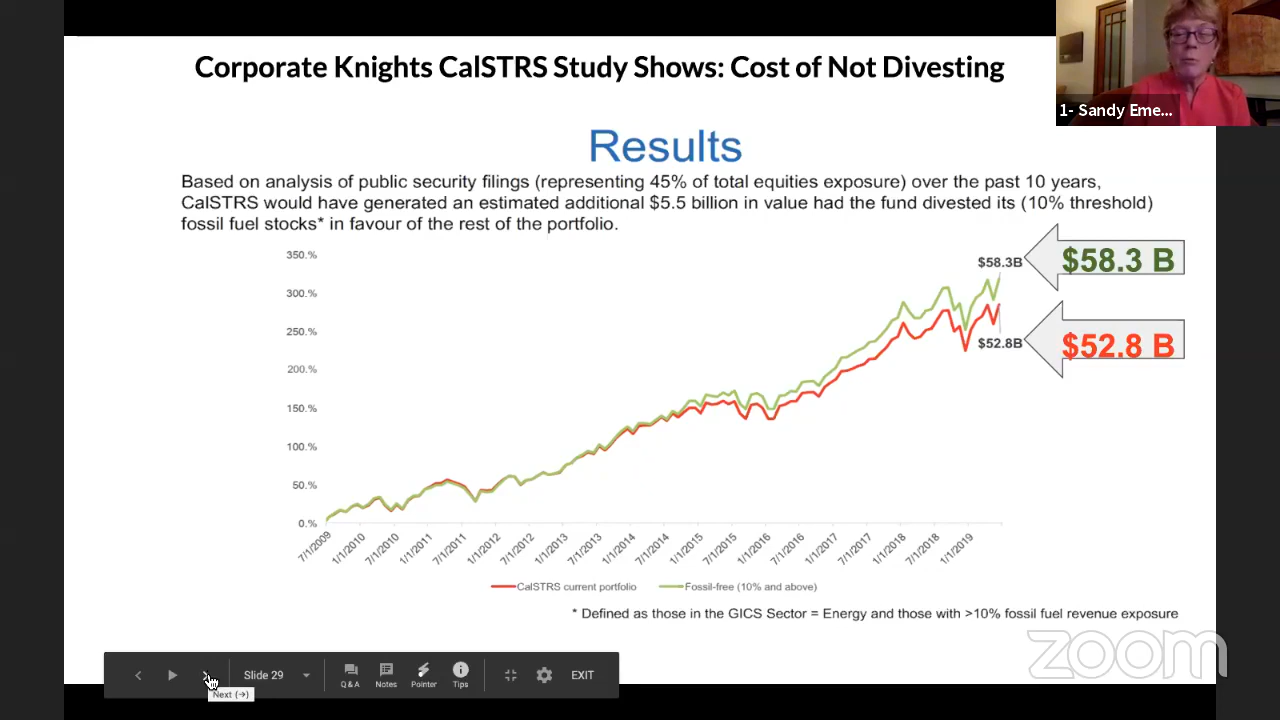 Corporate Knights CalSTRS Study Shows: Cost of Not Divesting
1- Sandy Eme...
Results
Based on analysis of public security filings (representing 45% of total equities exposure) over the past 10 years,
CalSTRS would have generated an estimated additional $5.5 billion in value had the fund divested its (10% threshold)
fossil fuel stocks* in favour of the rest of the portfolio.
350.%
300.%
250.%
200.%
150.%
100.%
50.%
0.%
$58.3B
$58.3 B
$52.8B
$52.8 B
7/1/2009
1/1/2010
7/1/2010
1/1/2011
7/1/2011
1/1/2012
7/1/2012
1/1/2013
7/1/2013
1/1/2014
7/1/2014
1/1/2015
7/1/2015
1/1/2016
7/1/2016
1/1/2017
7/1/2017
1/1/2018
7/1/2018
1/1/2019
CalSTRS current portfolio
Fossil-free (10% and above)
* Defined as those in the GICS Sector = Energy and those with >10% fossil fuel revenue exposure
zoom
Slide 29
Q & A
Notes
Pointer
Tips
EXIT
Next (→)